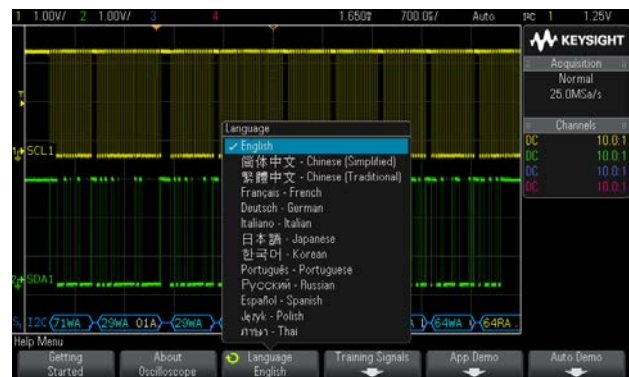 1 1.00V/ 2 1.00V/ 3 4 1.650s 700.0s/ Auto I²C 1 1.25V
KEYSIGHT
Acquisition
Normal
25.0MSa/s
Channels
DC 10.0:1
DC 10.0:1
DC 10.0:1
DC 10.0:1
SCL1
SDA1
Language
English
简体中文 - Chinese (Simplified)
繁體中文 - Chinese (Traditional)
Français - French
Deutsch - German
Italiano - Italian
日本語 - Japanese
한국어 - Korean
Português - Portuguese
Русский - Russian
Español - Spanish
Język - Polish
ภาษา - Thai
I2C 71WA 29WA 01A 29WA 64WA 64RA
Help Menu
Getting Started
About Oscilloscope
Language English
Training Signals
App Demo
Auto Demo